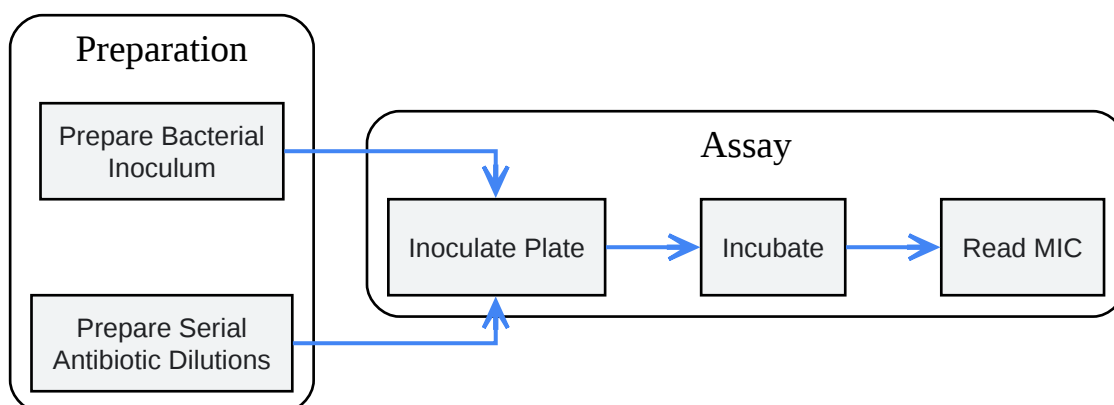 Preparation
Prepare Bacterial
Inoculum
Prepare Serial
Antibiotic Dilutions
Assay
Inoculate Plate
Incubate
Read MIC